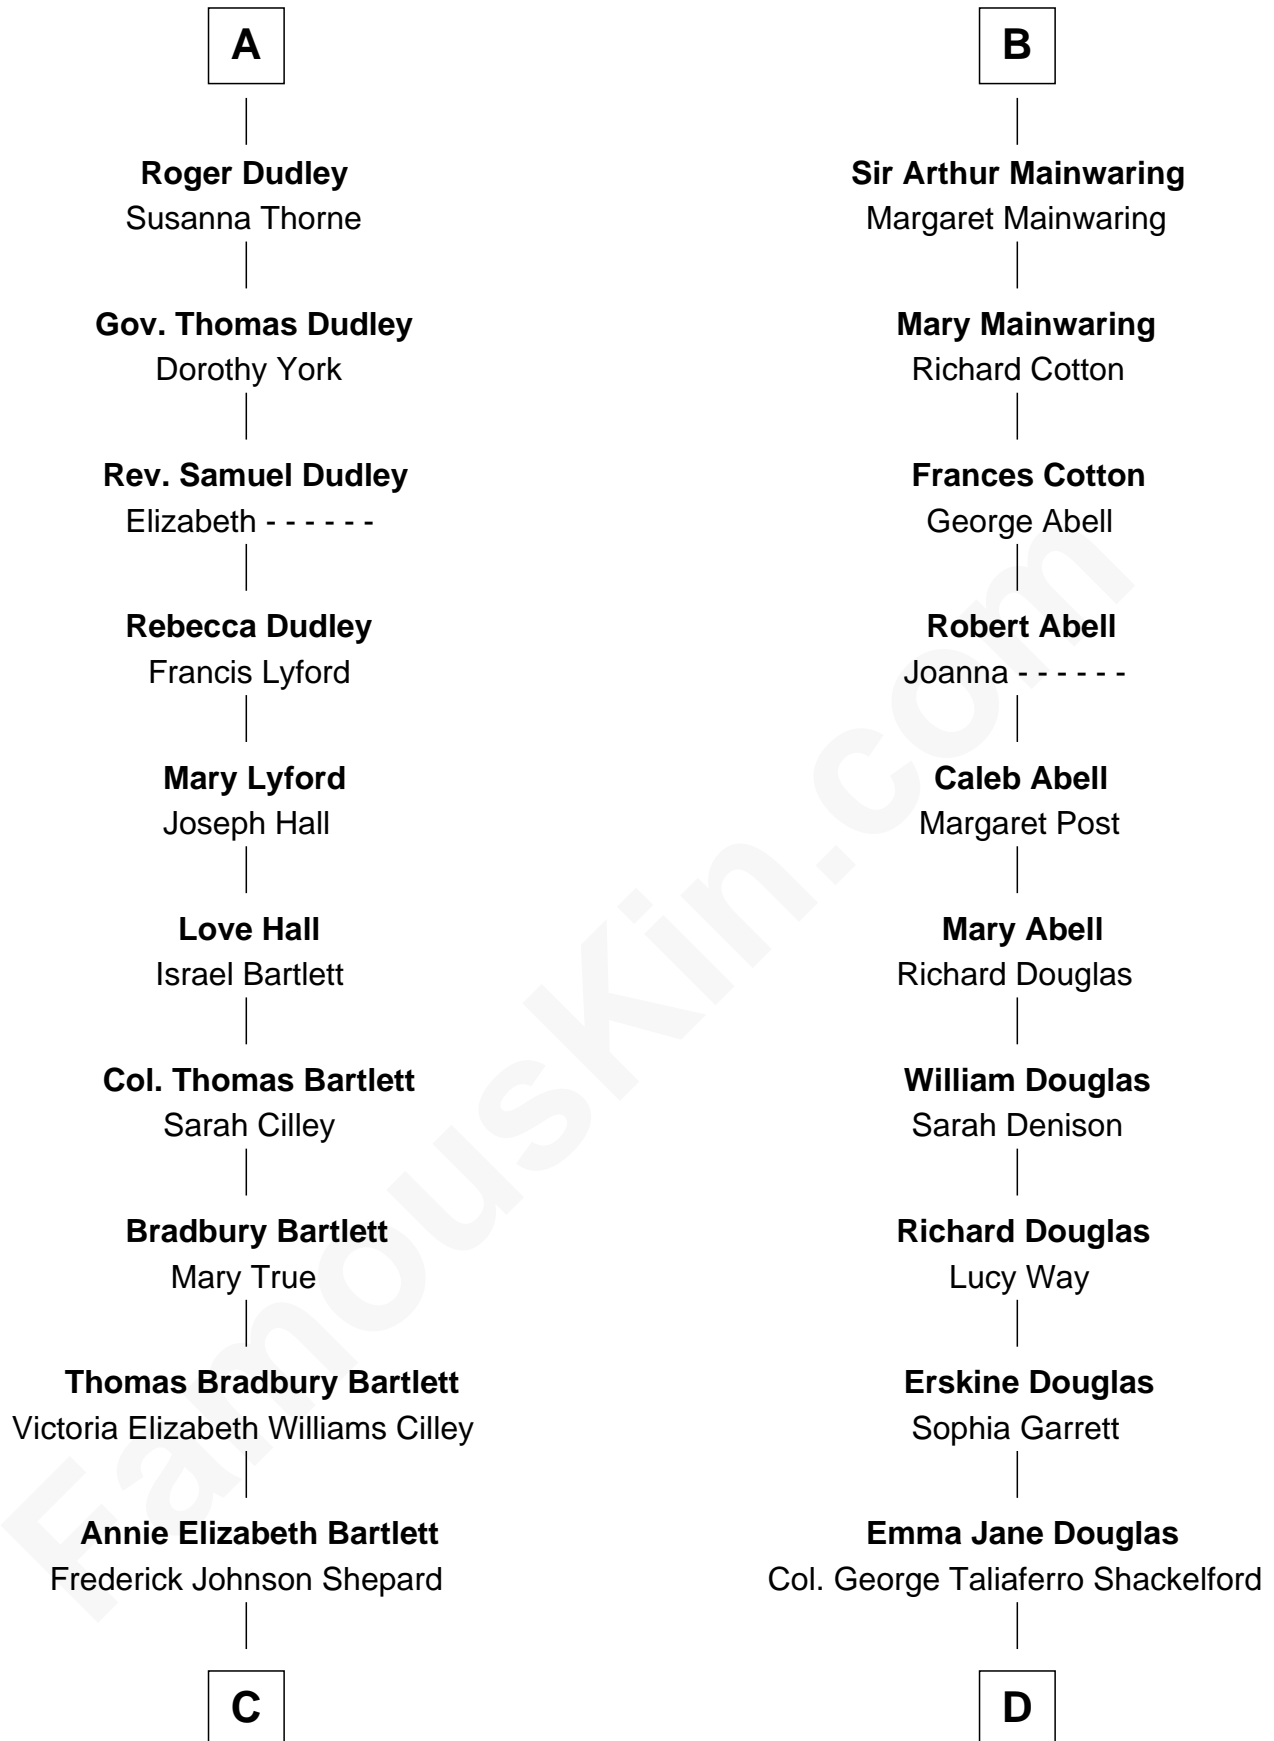 A
Roger Dudley
Susanna Thorne
Gov. Thomas Dudley
Dorothy York
Rev. Samuel Dudley
Elizabeth - - - - - -
Rebecca Dudley
Francis Lyford
Mary Lyford
Joseph Hall
Love Hall
Israel Bartlett
Col. Thomas Bartlett
Sarah Cilley
Bradbury Bartlett
Mary True
Thomas Bradbury Bartlett
Victoria Elizabeth Williams Cilley
Annie Elizabeth Bartlett
Frederick Johnson Shepard
C
B
Sir Arthur Mainwaring
Margaret Mainwaring
Mary Mainwaring
Richard Cotton
Frances Cotton
George Abell
Robert Abell
Joanna - - - - - -
Caleb Abell
Margaret Post
Mary Abell
Richard Douglas
William Douglas
Sarah Denison
Richard Douglas
Lucy Way
Erskine Douglas
Sophia Garrett
Emma Jane Douglas
Col. George Taliaferro Shackelford
D
FamousKin.com